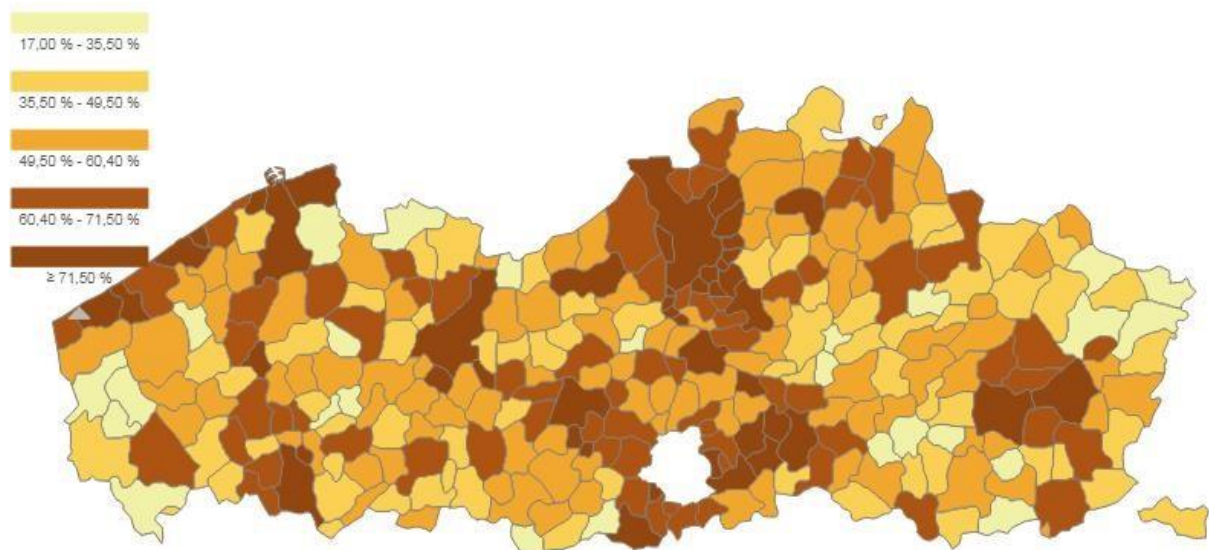 17,00 % - 35,50 %
35,50 % - 49,50 %
49,50 % - 60,40 %
60,40 % - 71,50 %
≥ 71,50 %